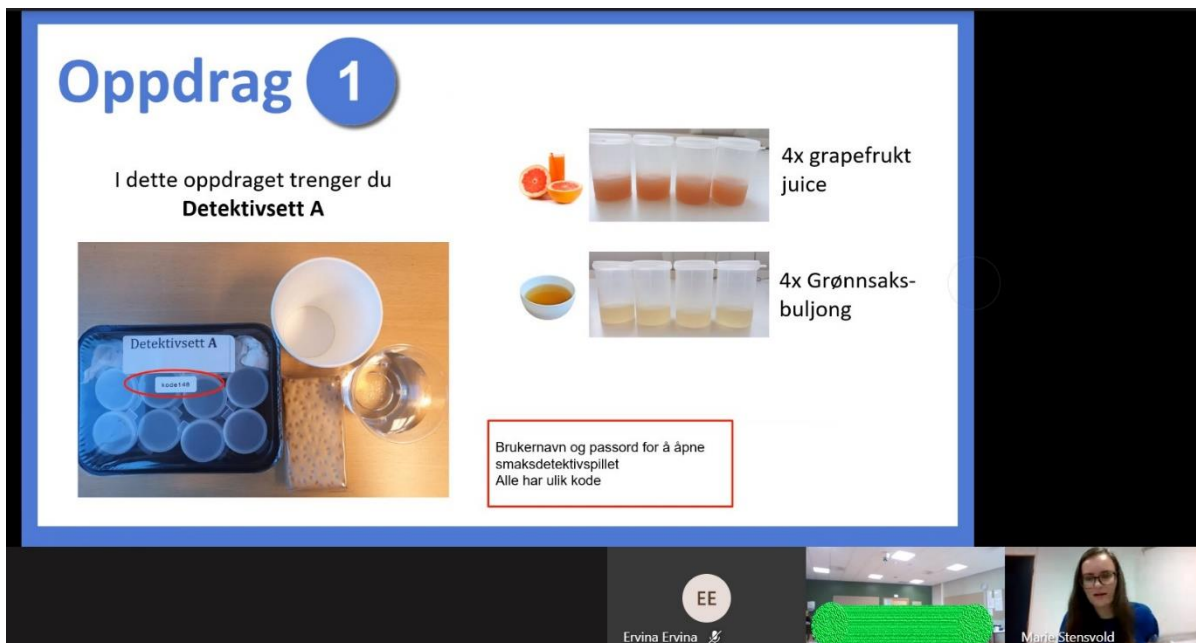 Oppdrag 1
I dette oppdraget trenger du
Detektivsett A
Detektivsett A
kode148
4x grapefrukt
juice
4x Grønnsaks-
buljong
Brukernavn og passord for å åpne
smaksdetektivspillet
Alle har ulik kode
EE
Ervina Ervina
Marie Stensvold